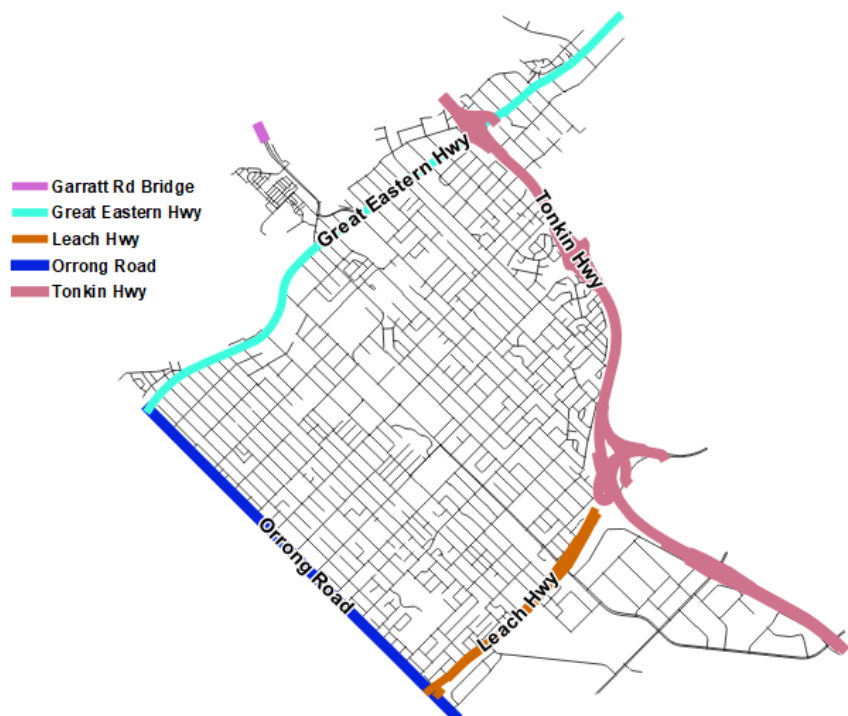 Great Eastern Hwy
Tonkin Hwy
Garratt Rd Bridge
Great Eastern Hwy
Leach Hwy
Orrong Road
Tonkin Hwy
Orrong Road
Leach Hwy